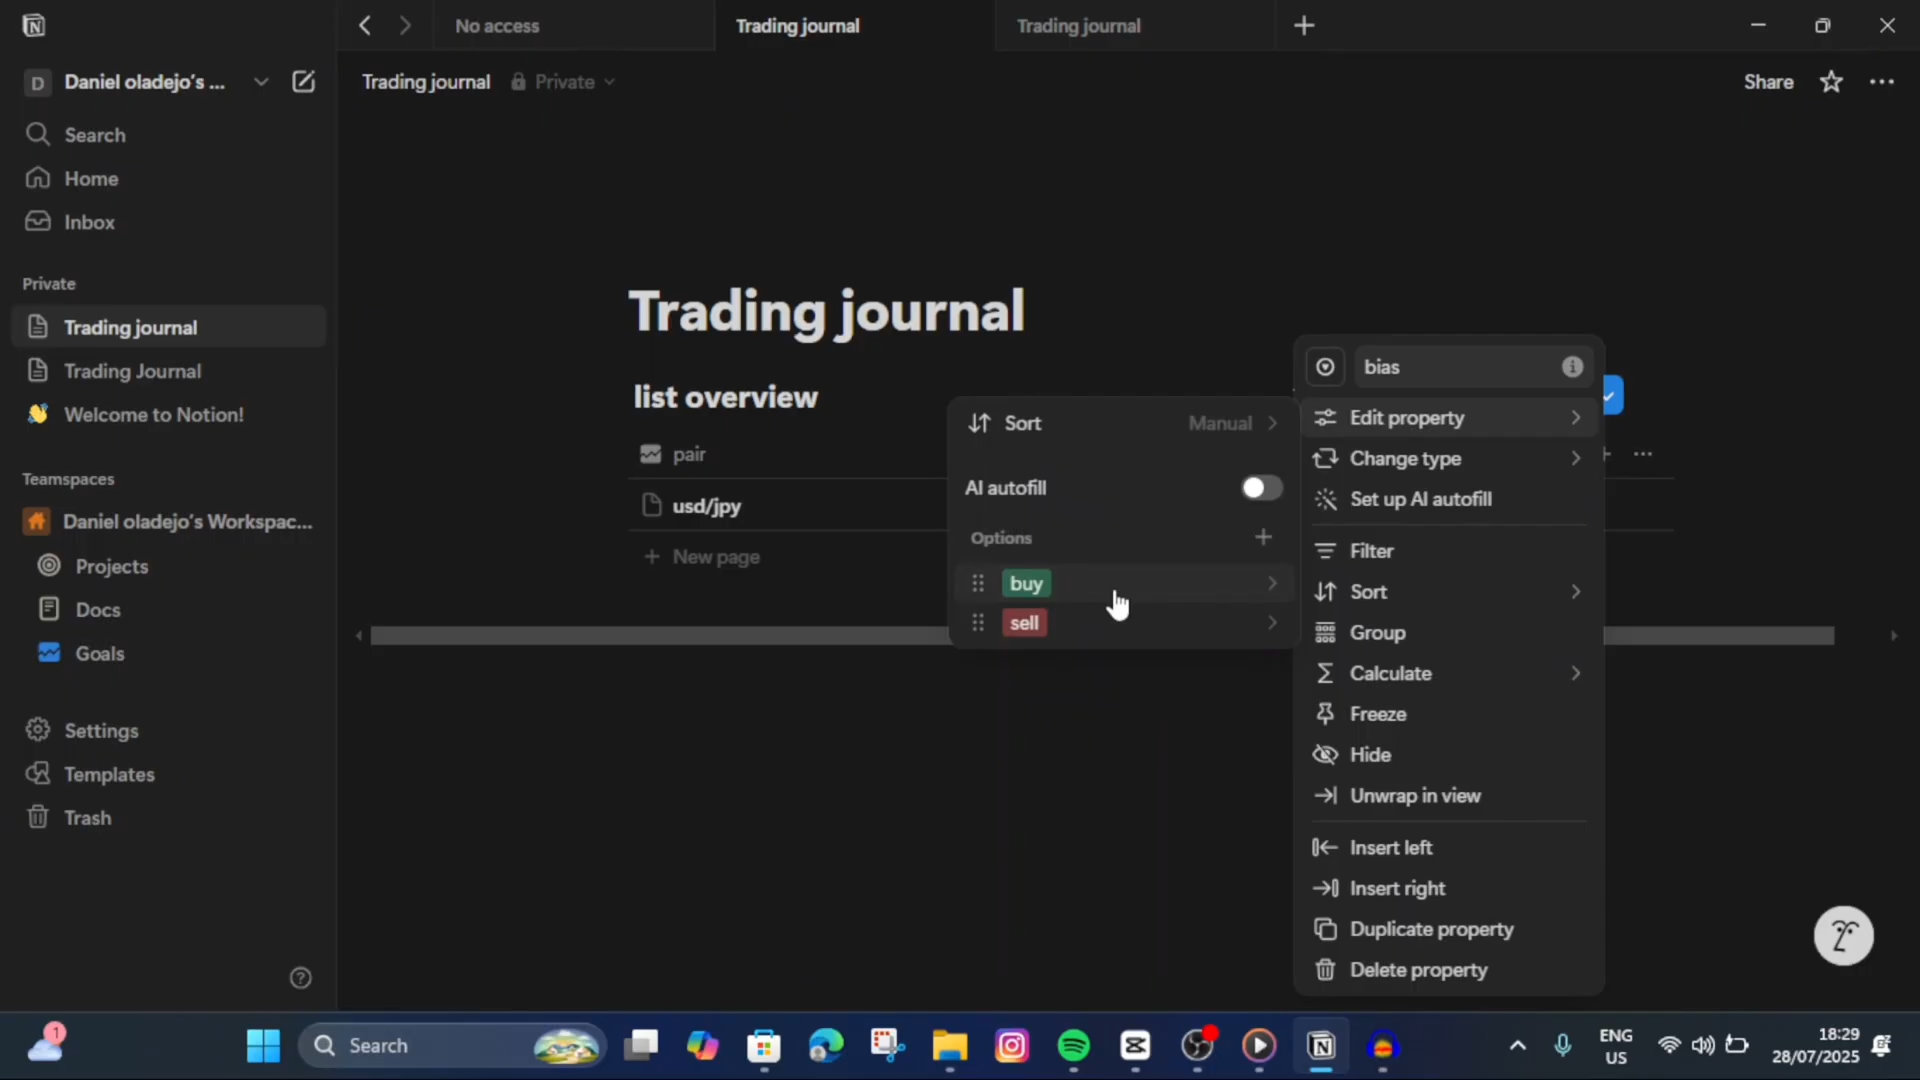 No access
Trading journal
Trading journal
D Daniel oladejo's ...
Trading journal Private
Share
Search
Home
Inbox
Private
Trading journal
Trading Journal
Welcome to Notion!
Teamspaces
Daniel oladejo's Workspac...
Projects
Docs
Goals
Settings
Templates
Trash
Trading journal
list overview
pair
usd/jpy
New page
Sort Manual
AI autofill
Options
buy
sell
bias
Edit property
Change type
Set up AI autofill
Filter
Sort
Group
Calculate
Freeze
Hide
Unwrap in view
Insert left
Insert right
Duplicate property
Delete property
1
Search
ENG
US
18:29
28/07/2025